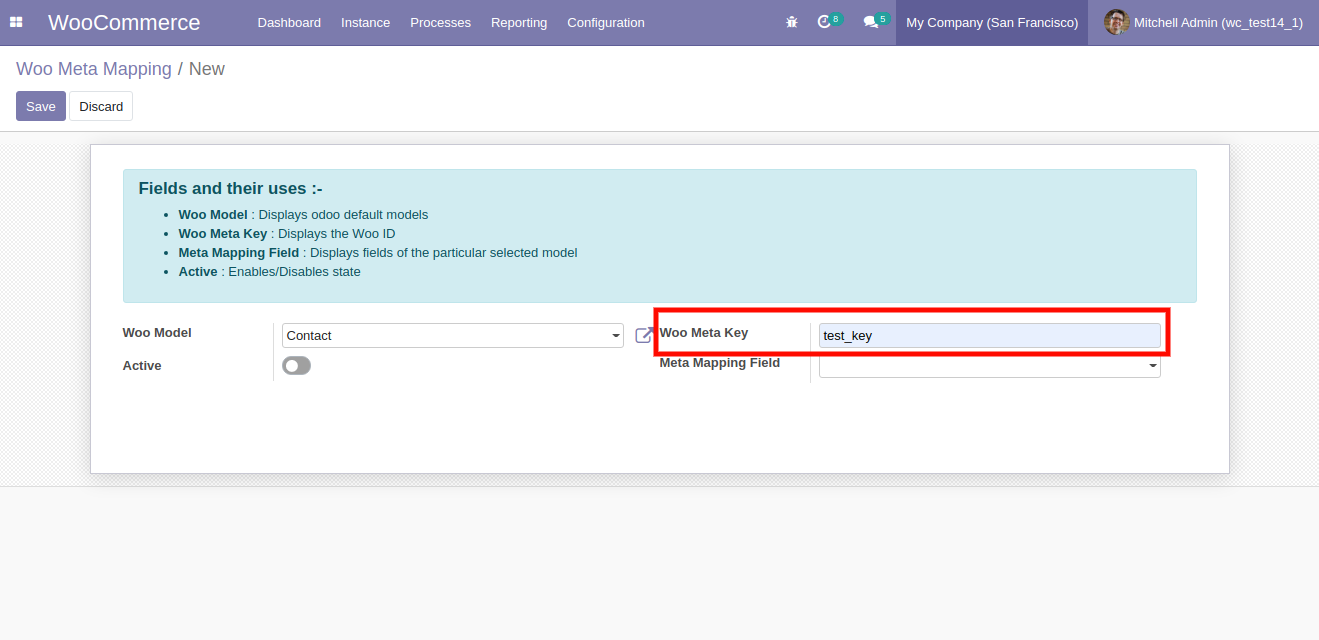 WooCommerce Dashboard Instance Processes Reporting Configuration 8 5 My Company (San Francisco) Mitchell Admin (wc_test14_1)
Woo Meta Mapping / New
Save Discard
Fields and their uses :-
• Woo Model : Displays odoo default models
• Woo Meta Key : Displays the Woo ID
• Meta Mapping Field : Displays fields of the particular selected model
• Active : Enables/Disables state
Woo Model Contact Woo Meta Key test_key
Active Meta Mapping Field